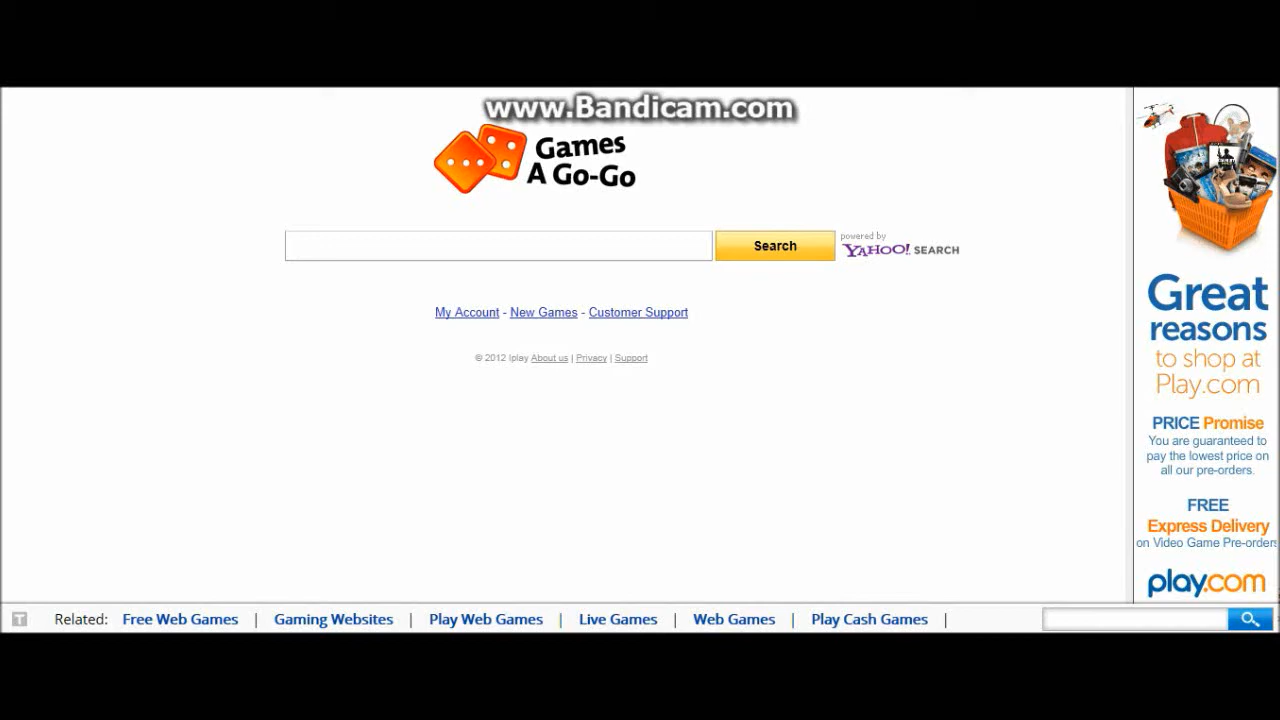 www.Bandicam.com
Games
A Go-Go
Search
powered by
YAHOO! SEARCH
My Account - New Games - Customer Support
© 2012 Iplay About us | Privacy | Support
Great
reasons
to shop at
Play.com
PRICE Promise
You are guaranteed to
pay the lowest price on
all our pre-orders.
FREE
Express Delivery
on Video Game Pre-orders
play.com
T Related: Free Web Games | Gaming Websites | Play Web Games | Live Games | Web Games | Play Cash Games |